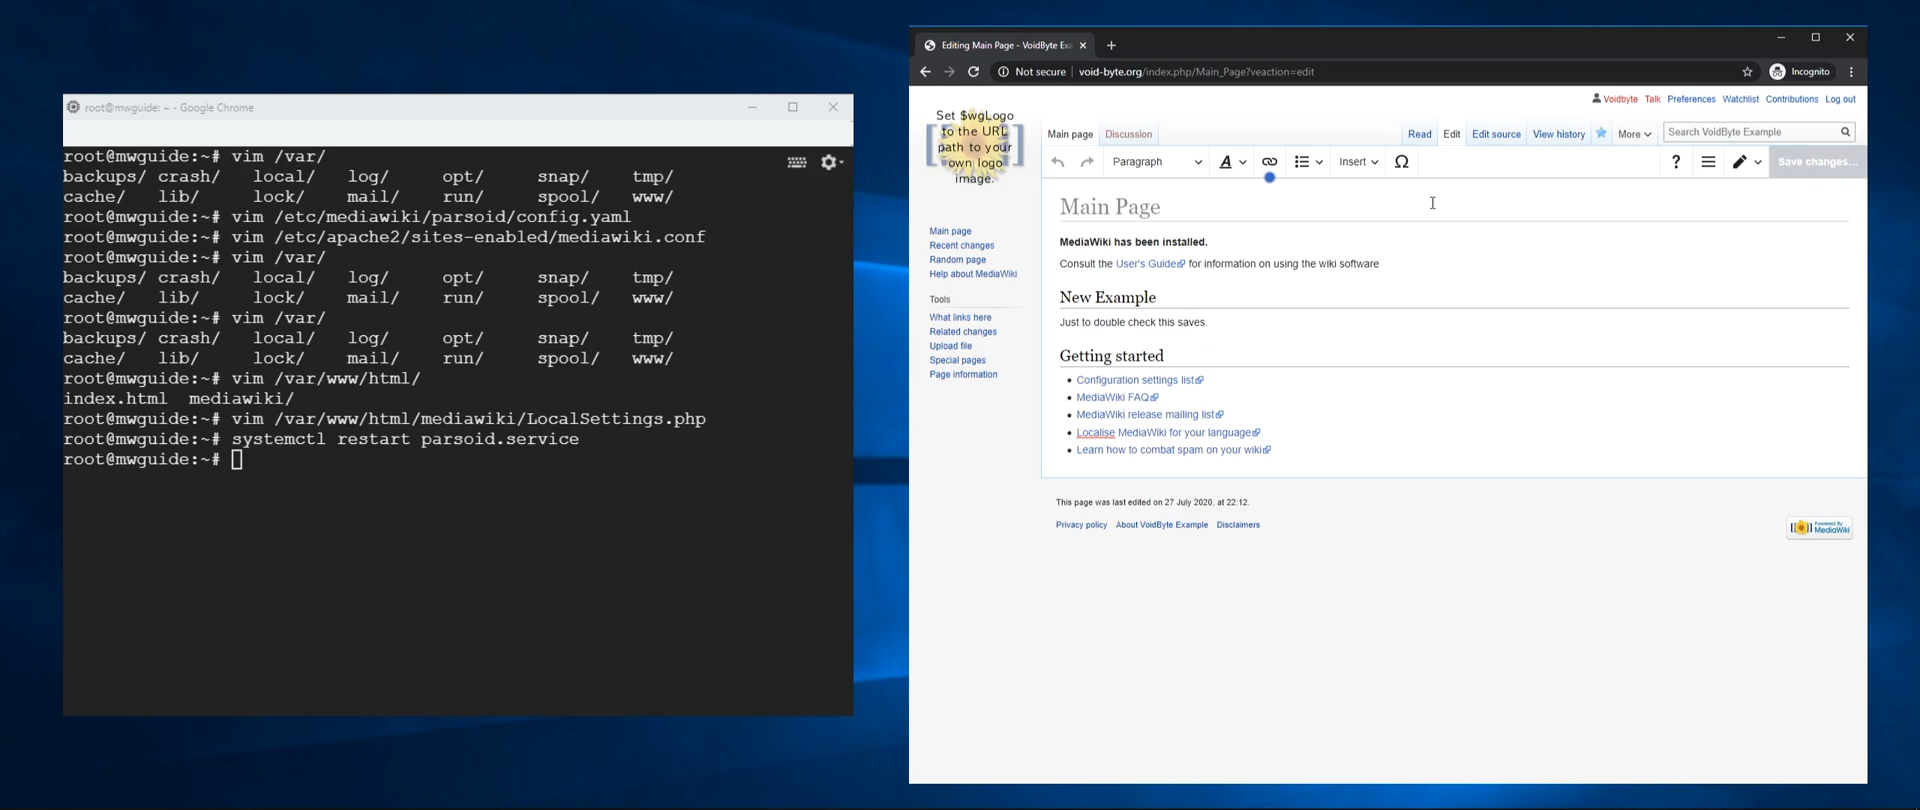 root@mwguide: ~ - Google Chrome
root@mwguide:~# vim /var/
backups/ crash/ local/ log/ opt/ snap/ tmp/
cache/ lib/ lock/ mail/ run/ spool/ www/
root@mwguide:~# vim /etc/mediawiki/parsoid/config.yaml
root@mwguide:~# vim /etc/apache2/sites-enabled/mediawiki.conf
root@mwguide:~# vim /var/
backups/ crash/ local/ log/ opt/ snap/ tmp/
cache/ lib/ lock/ mail/ run/ spool/ www/
root@mwguide:~# vim /var/
backups/ crash/ local/ log/ opt/ snap/ tmp/
cache/ lib/ lock/ mail/ run/ spool/ www/
root@mwguide:~# vim /var/www/html/
index.html mediawiki/
root@mwguide:~# vim /var/www/html/mediawiki/LocalSettings.php
root@mwguide:~# systemctl restart parsoid.service
root@mwguide:~#
Editing Main Page - VoidByte Exa
Not secure | void-byte.org/index.php/Main_Page?veaction=edit Incognito
Voidbyte Talk Preferences Watchlist Contributions Log out
Set $wgLogo
to the URL
path to your
own logo
image.
Main page Discussion Read Edit Edit source View history More Search VoidByte Example
Paragraph A Insert Ω ? Save changes...
Main page
Recent changes
Random page
Help about MediaWiki
Tools
What links here
Related changes
Upload file
Special pages
Page information
Main Page
MediaWiki has been installed.
Consult the User's Guide for information on using the wiki software
New Example
Just to double check this saves.
Getting started
• Configuration settings list
• MediaWiki FAQ
• MediaWiki release mailing list
• Localise MediaWiki for your language
• Learn how to combat spam on your wiki
This page was last edited on 27 July 2020, at 22:12.
Privacy policy About VoidByte Example Disclaimers
Powered By
MediaWiki